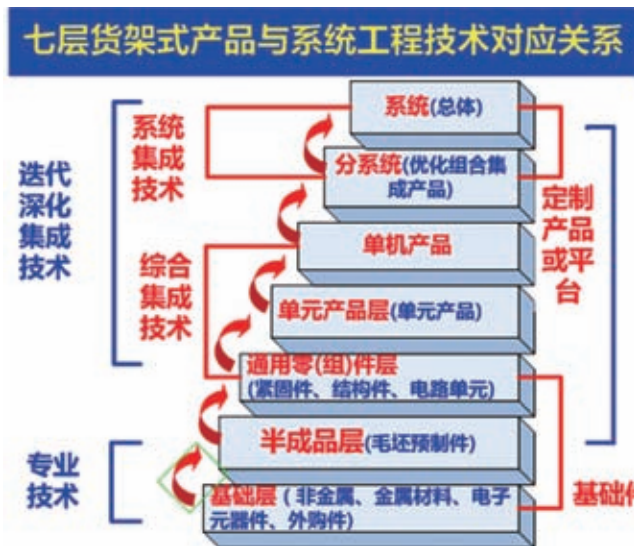 七层货架式产品与系统工程技术对应关系
系统(总体)
分系统(优化组合集
成产品)
单机产品
单元产品层(单元产品)
通用零(组)件层
(紧固件、结构件、电路单元)
半成品层(毛坯预制件)
基础层(非金属、金属材料、电子
元器件、外购件)
系统
集成
技术
迭代
深化
集成
技术
综合
集成
技术
专业
技术
定制
产品
或平
台
基础